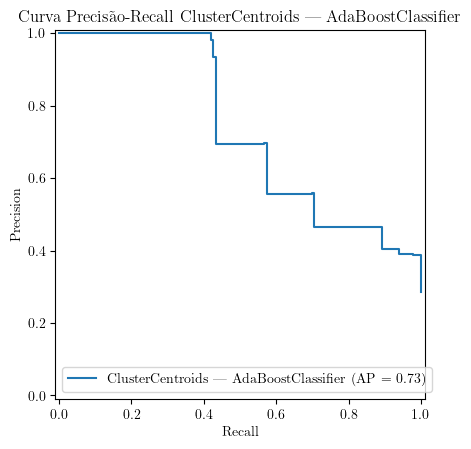 Curva Precisão-Recall ClusterCentroids — AdaBoostClassifier
1.0
0.8
0.6
0.4
0.2
0.0
Precision
ClusterCentroids — AdaBoostClassifier (AP = 0.73)
0.0 0.2 0.4 0.6 0.8 1.0
Recall